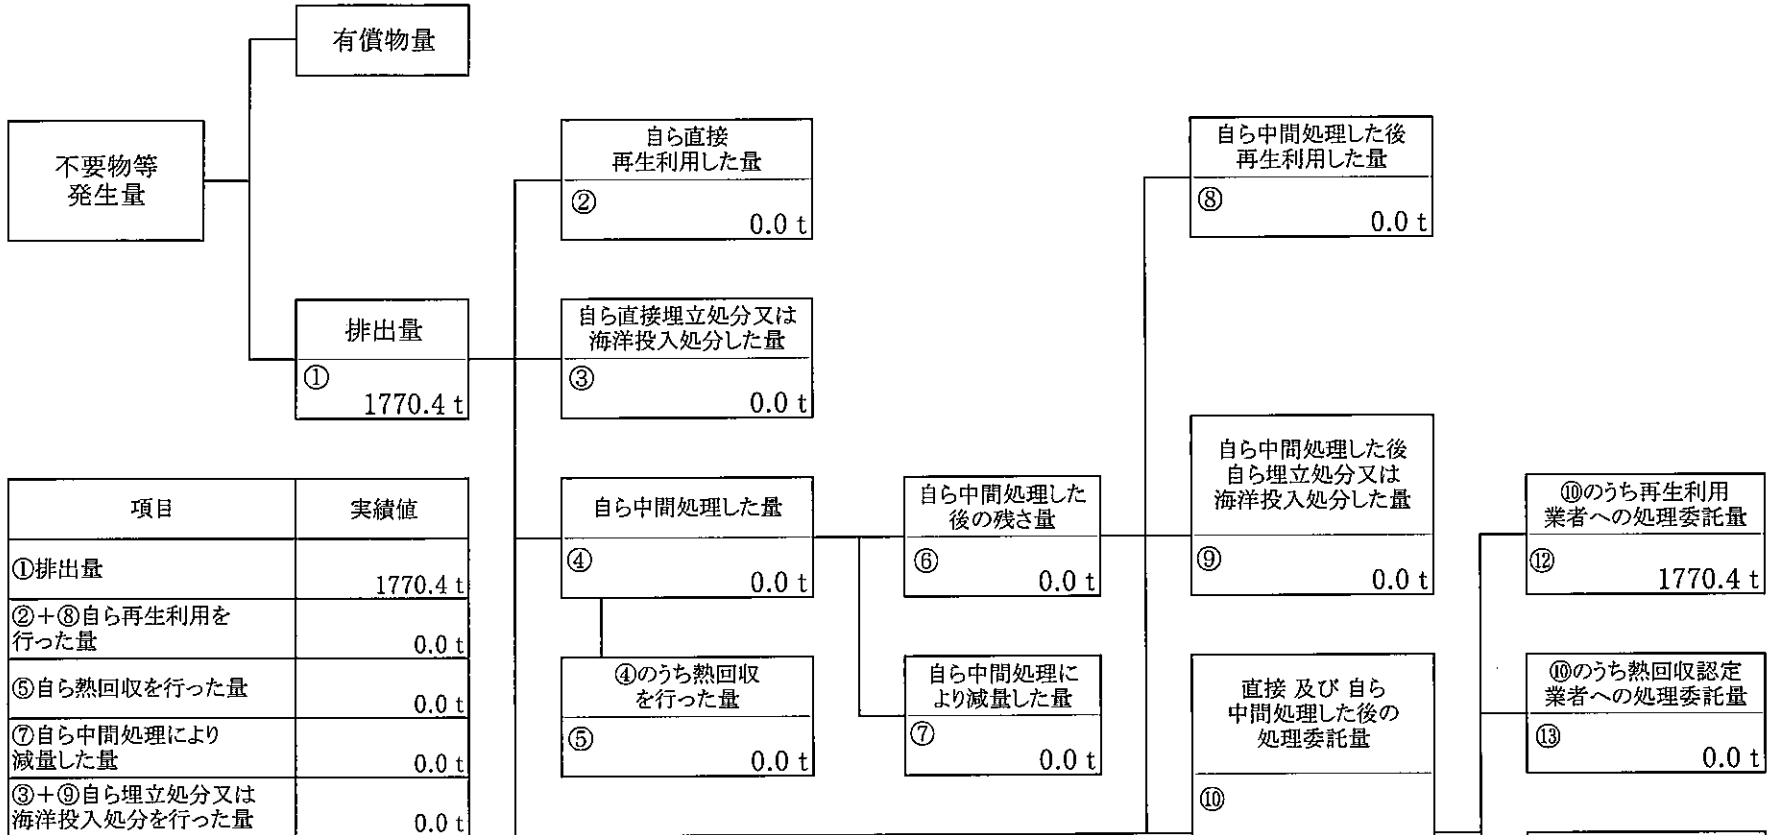 有償物量
不要物等
発生量
排出量
①
1770.4 t
自ら直接
再生利用した量
②
0.0 t
自ら直接埋立処分又は
海洋投入処分した量
③
0.0 t
自ら中間処理した量
④
0.0 t
④のうち熱回収
を行った量
⑤
0.0 t
自ら中間処理した
後の残さ量
⑥
0.0 t
自ら中間処理に
より減量した量
⑦
0.0 t
自ら中間処理した後
再生利用した量
⑧
0.0 t
自ら中間処理した後
自ら埋立処分又は
海洋投入処分した量
⑨
0.0 t
直接 及び 自ら
中間処理した後の
処理委託量
⑩
⑩のうち再生利用
業者への処理委託量
⑫
1770.4 t
⑩のうち熱回収認定
業者への処理委託量
⑬
0.0 t
項目 実績値
①排出量
1770.4 t
②+⑧自ら再生利用を
行った量 0.0 t
⑤自ら熱回収を行った量
0.0 t
⑦自ら中間処理により
減量した量 0.0 t
③+⑨自ら埋立処分又は
海洋投入処分を行った量 0.0 t